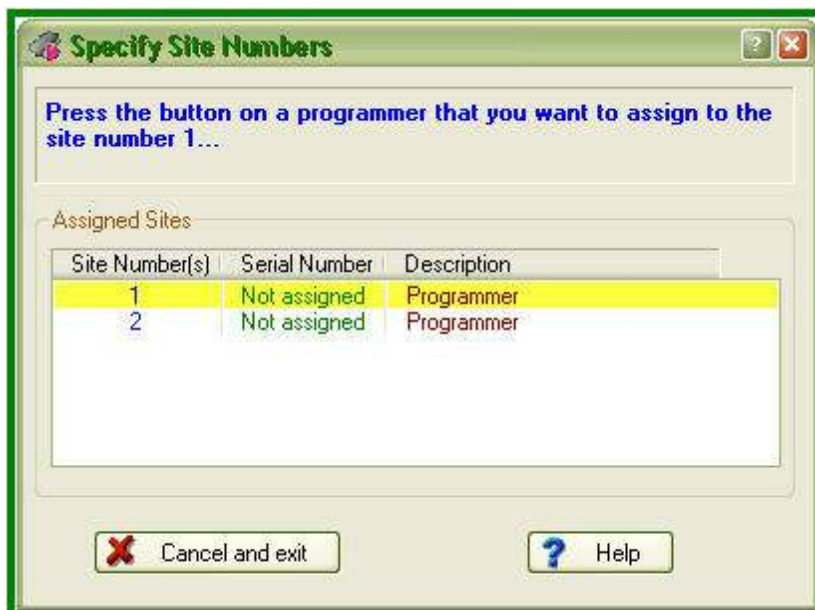 Specify Site Numbers
Press the button on a programmer that you want to assign to the
site number 1...
Assigned Sites
Site Number(s) Serial Number Description
1 Not assigned Programmer
2 Not assigned Programmer
Cancel and exit Help